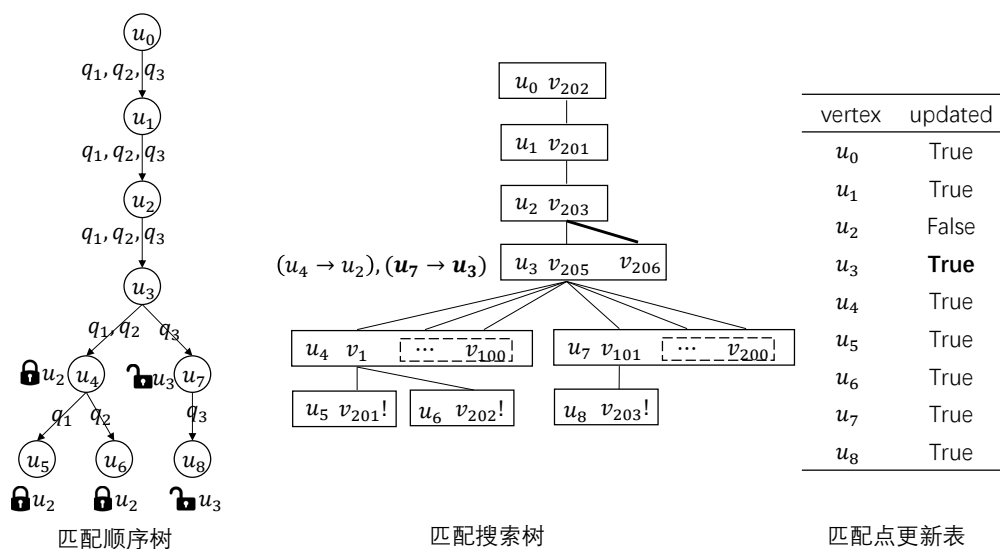 u₀
q₁, q₂, q₃
u₁
q₁, q₂, q₃
u₂
q₁, q₂, q₃
u₃
q₁, q₂ q₃
u₂ u₄ u₃ u₇
q₁ q₂ q₃
u₅ u₆ u₈
u₂ u₂ u₃
匹配顺序树
u₀ v₂₀₂
u₁ v₂₀₁
u₂ v₂₀₃
(u₄ → u₂), (u₇ → u₃) u₃ v₂₀₅ v₂₀₆
u₄ v₁ ··· v₁₀₀ u₇ v₁₀₁ ··· v₂₀₀
u₅ v₂₀₁! u₆ v₂₀₂! u₈ v₂₀₃!
匹配搜索树
vertex updated
u₀ True
u₁ True
u₂ False
u₃ True
u₄ True
u₅ True
u₆ True
u₇ True
u₈ True
匹配点更新表